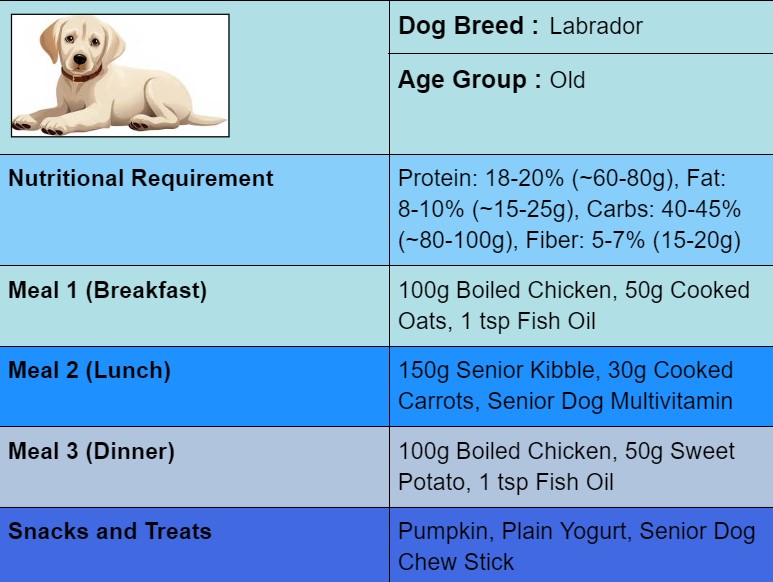 Dog Breed : Labrador
Age Group : Old
Nutritional Requirement
Protein: 18-20% (~60-80g), Fat:
8-10% (~15-25g), Carbs: 40-45%
(~80-100g), Fiber: 5-7% (15-20g)
Meal 1 (Breakfast)
100g Boiled Chicken, 50g Cooked
Oats, 1 tsp Fish Oil
Meal 2 (Lunch)
150g Senior Kibble, 30g Cooked
Carrots, Senior Dog Multivitamin
Meal 3 (Dinner)
100g Boiled Chicken, 50g Sweet
Potato, 1 tsp Fish Oil
Snacks and Treats
Pumpkin, Plain Yogurt, Senior Dog
Chew Stick